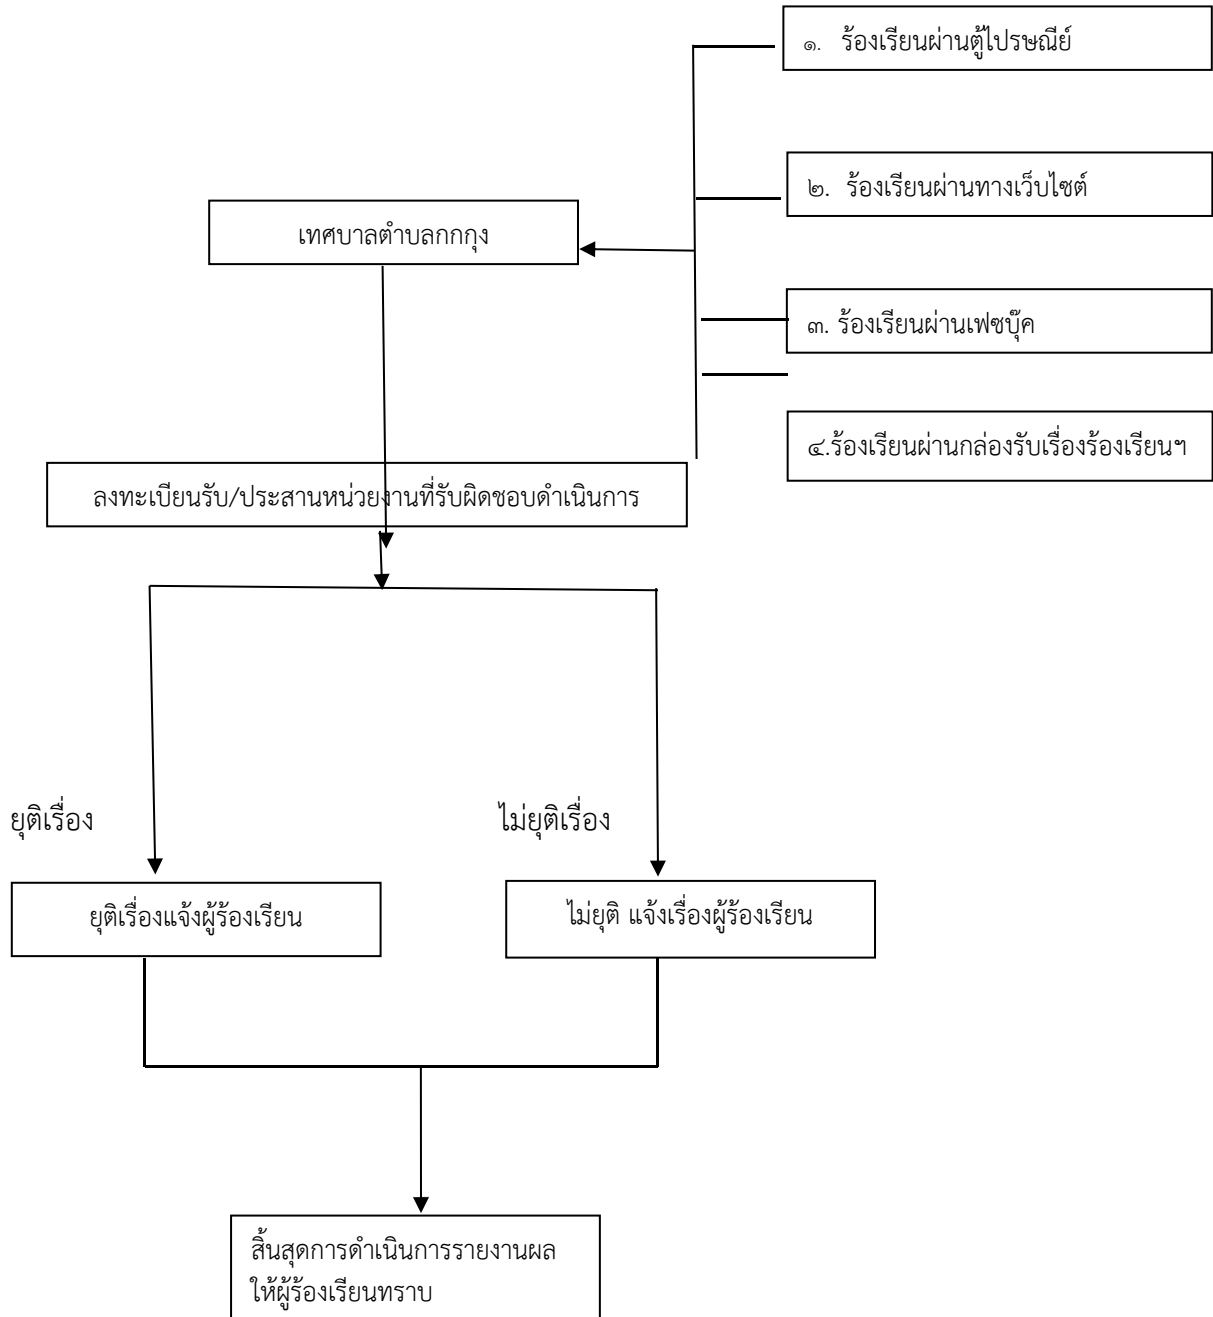 ๑. ร้องเรียนผ่านตู้ไปรษณีย์
๒. ร้องเรียนผ่านทางเว็บไซต์
เทศบาลตำบลกกกุง
๓. ร้องเรียนผ่านเฟซบุ๊ค
๔.ร้องเรียนผ่านกล่องรับเรื่องร้องเรียนฯ
ลงทะเบียนรับ/ประสานหน่วยงานที่รับผิดชอบดำเนินการ
ยุติเรื่อง
ไม่ยุติเรื่อง
ยุติเรื่องแจ้งผู้ร้องเรียน
ไม่ยุติ แจ้งเรื่องผู้ร้องเรียน
สิ้นสุดการดำเนินการรายงานผล
ให้ผู้ร้องเรียนทราบ